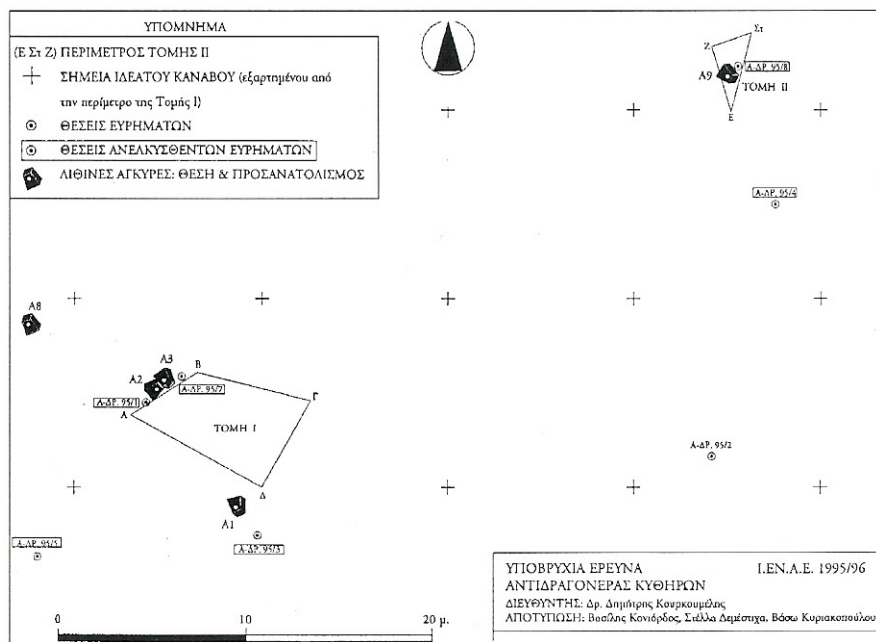 ΥΠΟΜΝΗΜΑ
(Ε Στ Ζ) ΠΕΡΙΜΕΤΡΟΣ ΤΟΜΗΣ ΙΙ
ΣΗΜΕΙΑ ΙΔΕΑΤΟΥ ΚΑΝΑΒΟΥ (εξαρτημένου από
την περίμετρο της Τομής Ι)
ΘΕΣΕΙΣ ΕΥΡΗΜΑΤΩΝ
ΘΕΣΕΙΣ ΑΝΕΛΚΥΣΘΕΝΤΩΝ ΕΥΡΗΜΑΤΩΝ
ΛΙΘΙΝΕΣ ΑΓΚΥΡΕΣ: ΘΕΣΗ & ΠΡΟΣΑΝΑΤΟΛΙΣΜΟΣ
Στ
Ζ
Α-ΔΡ. 95/8
Α9
ΤΟΜΗ ΙΙ
Ε
Α-ΔΡ. 95/4
Α8
Α3
Β
Α2
Α-ΔΡ. 95/7
Α-ΔΡ. 95/1
Α
Γ
ΤΟΜΗ Ι
Α-ΔΡ. 95/2
Δ
Α1
Α-ΔΡ. 95/3
Α-ΔΡ. 95/5
0 10 20 μ.
ΥΠΟΒΡΥΧΙΑ ΕΡΕΥΝΑ Ι.ΕΝ.Α.Ε. 1995/96
ΑΝΤΙΔΡΑΓΟΝΕΡΑΣ ΚΥΘΗΡΩΝ
ΔΙΕΥΘΥΝΤΗΣ: Δρ. Δημήτρης Κουρκουμέλης
ΑΠΟΤΥΠΩΣΗ: Βασίλης Κονιόρδος, Στέλλα Δεμέστιχα, Βάσω Κυριακοπούλου